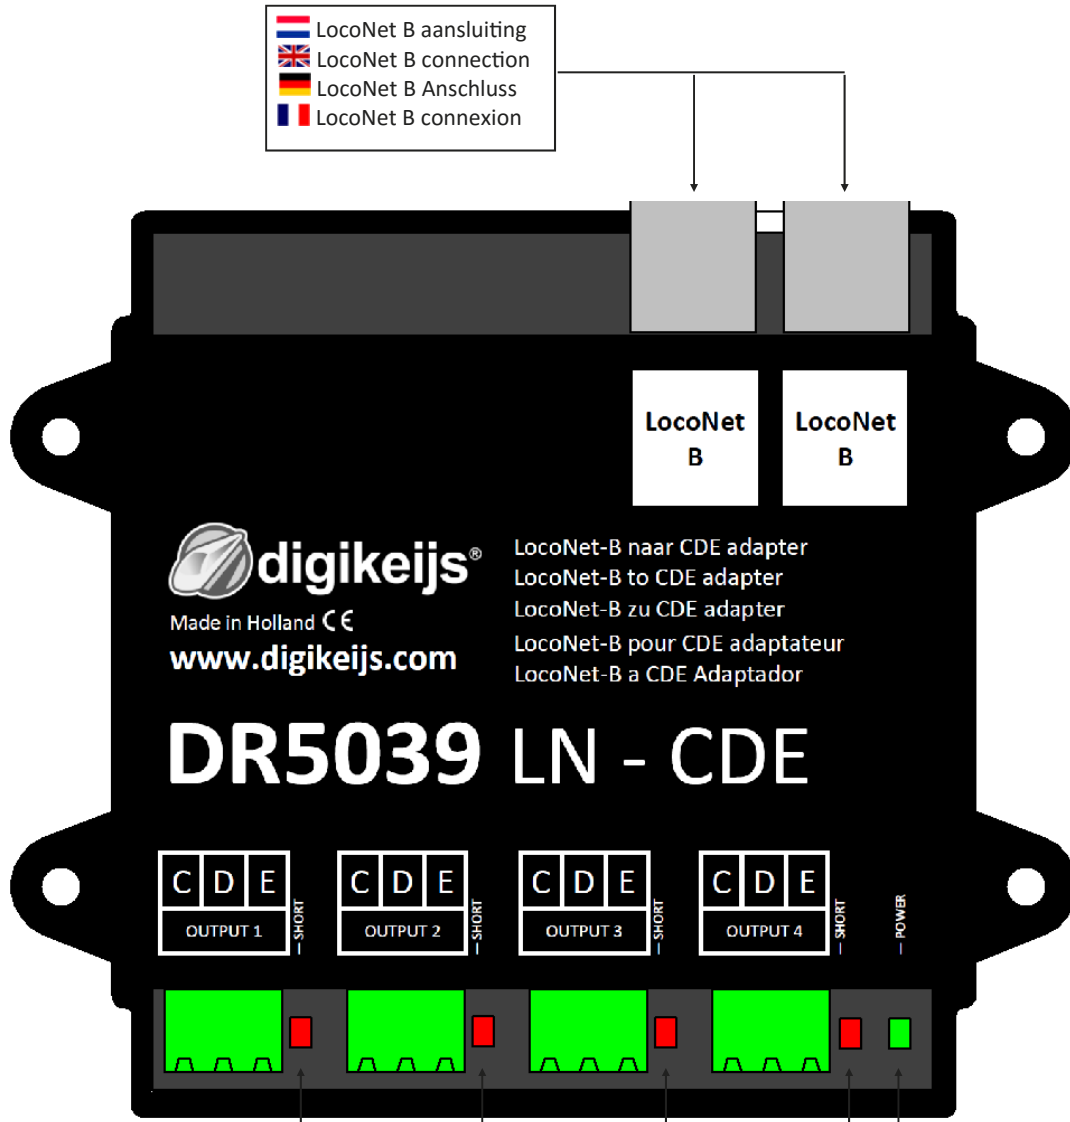 LocoNet B aansluiting
LocoNet B connection
LocoNet B Anschluss
LocoNet B connexion
LocoNet B
LocoNet B
digikeijs®
Made in Holland CE
www.digikeijs.com
LocoNet-B naar CDE adapter
LocoNet-B to CDE adapter
LocoNet-B zu CDE adapter
LocoNet-B pour CDE adaptateur
LocoNet-B a CDE Adaptador
DR5039 LN - CDE
C D E
OUTPUT 1
— SHORT
C D E
OUTPUT 2
— SHORT
C D E
OUTPUT 3
— SHORT
C D E
OUTPUT 4
— SHORT
— POWER